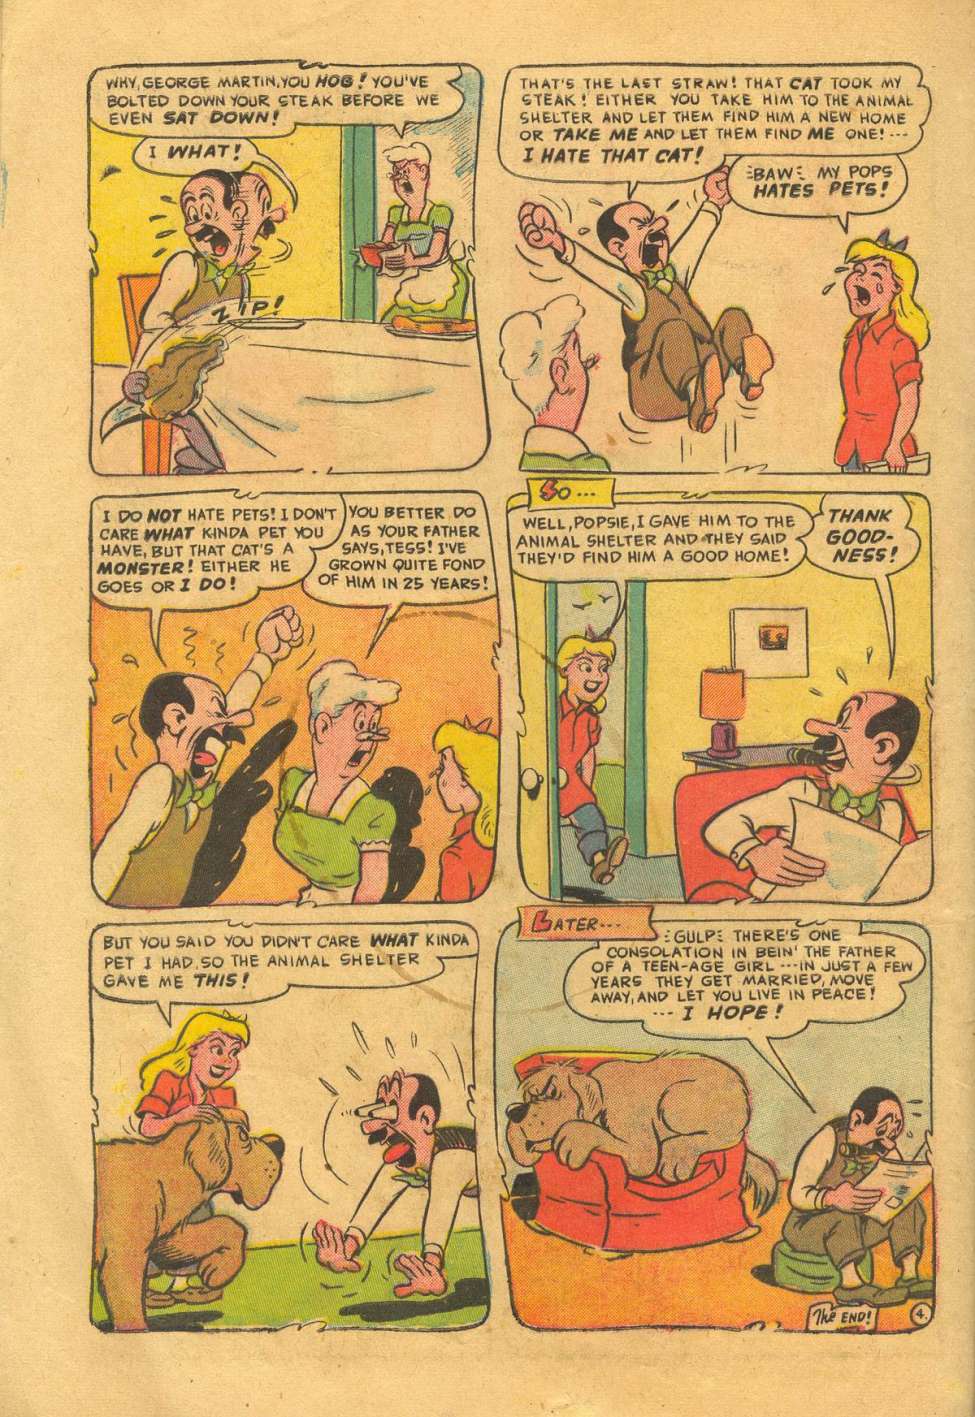 WHY, GEORGE MARTIN, YOU HOG! YOU'VE
BOLTED DOWN YOUR STEAK BEFORE WE
EVEN SAT DOWN!
I WHAT!
ZIP!
THAT'S THE LAST STRAW! THAT CAT TOOK MY
STEAK! EITHER YOU TAKE HIM TO THE ANIMAL
SHELTER AND LET THEM FIND HIM A NEW HOME
OR TAKE ME AND LET THEM FIND ME ONE! ---
I HATE THAT CAT!
BAW MY POPS
HATES PETS!
I DO NOT HATE PETS! I DON'T
CARE WHAT KINDA PET YOU
HAVE, BUT THAT CAT'S A
MONSTER! EITHER HE
GOES OR I DO!
YOU BETTER DO
AS YOUR FATHER
SAYS, TESS! I'VE
GROWN QUITE FOND
OF HIM IN 25 YEARS!
SO ...
WELL, POPSIE, I GAVE HIM TO THE
ANIMAL SHELTER AND THEY SAID
THEY'D FIND HIM A GOOD HOME!
THANK
GOOD-
NESS!
BUT YOU SAID YOU DIDN'T CARE WHAT KINDA
PET I HAD, SO THE ANIMAL SHELTER
GAVE ME THIS!
LATER...
GULP THERE'S ONE
CONSOLATION IN BEIN' THE FATHER
OF A TEEN-AGE GIRL ---IN JUST A FEW
YEARS THEY GET MARRIED, MOVE
AWAY, AND LET YOU LIVE IN PEACE!
--- I HOPE!
The END!
4.